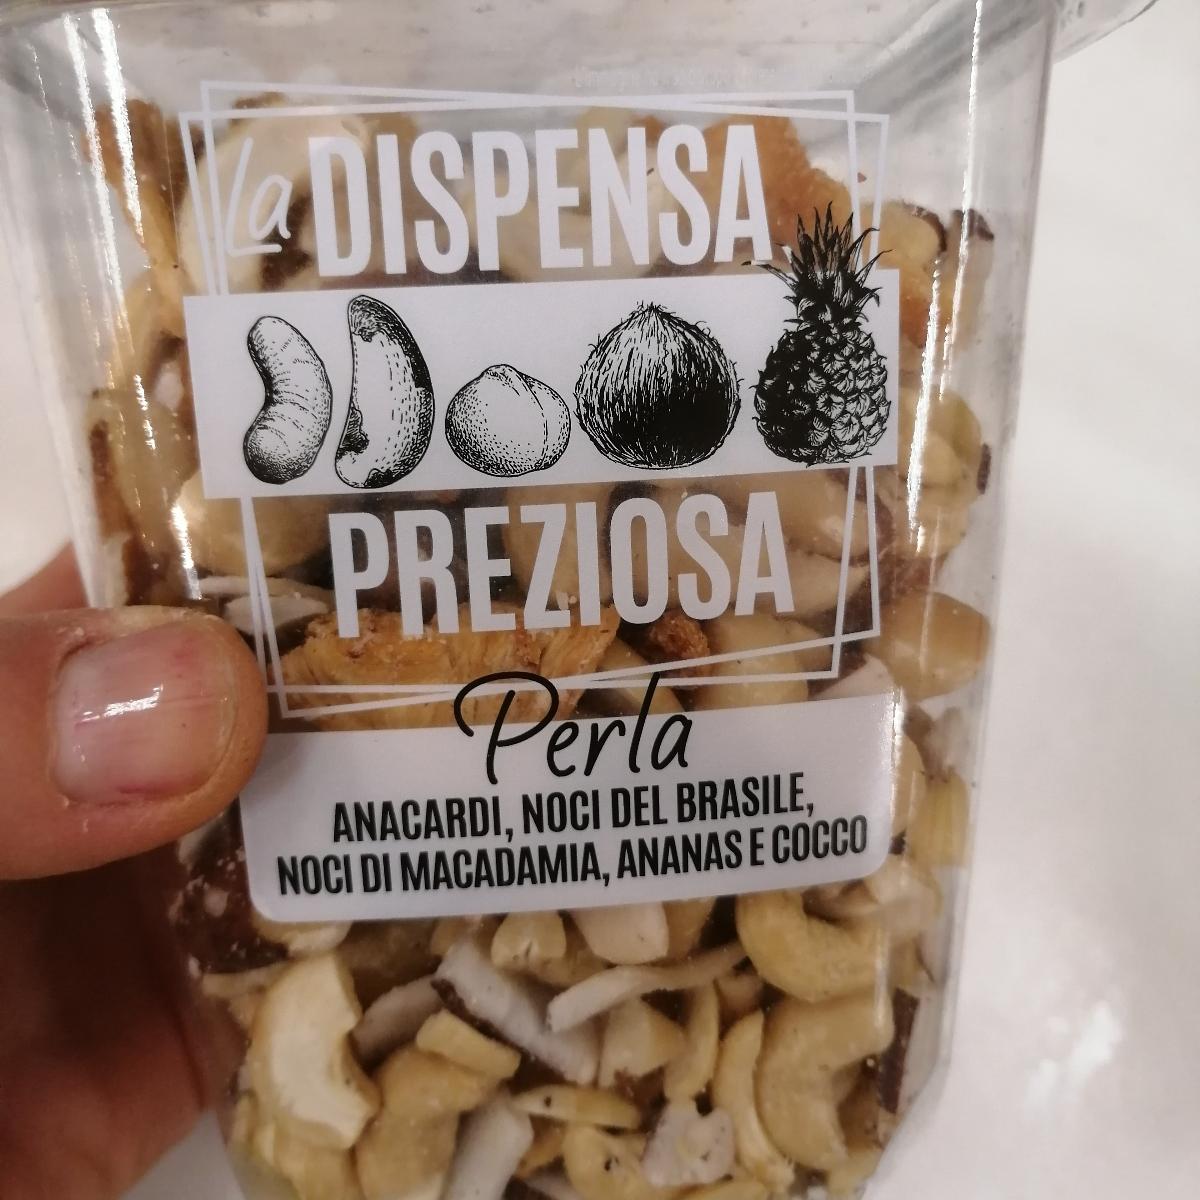 La DISPENSA
PREZIOSA
Perla
ANACARDI, NOCI DEL BRASILE,
NOCI DI MACADAMIA, ANANAS E COCCO